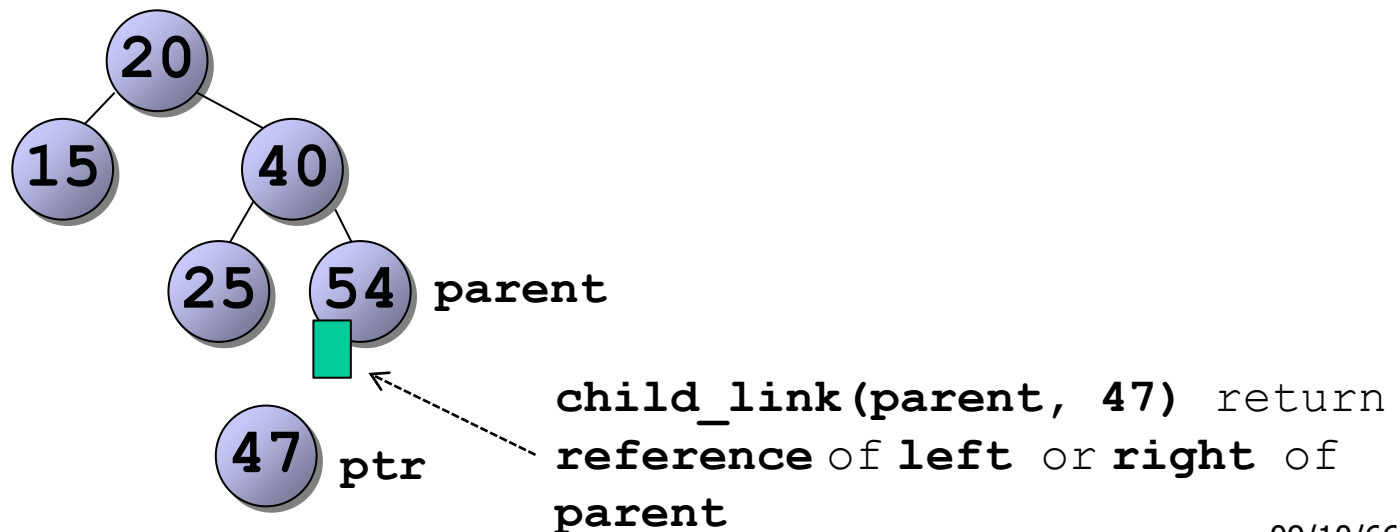 20
15
40
25
54
parent
child_link(parent, 47) return
reference of left or right of
parent
47
ptr